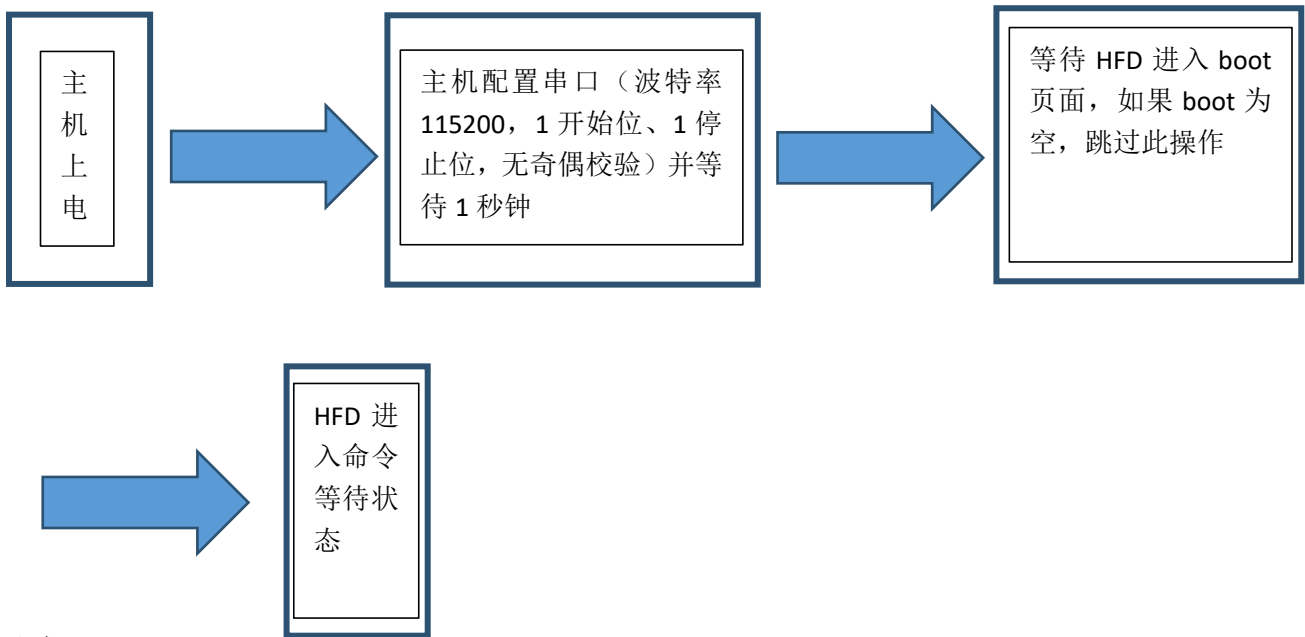 主
机
上
电
主机配置串口（波特率
115200，1 开始位、1 停
止位，无奇偶校验）并等
待 1 秒钟
等待 HFD 进入 boot
页面，如果 boot 为
空，跳过此操作
HFD 进
入命令
等待状
态